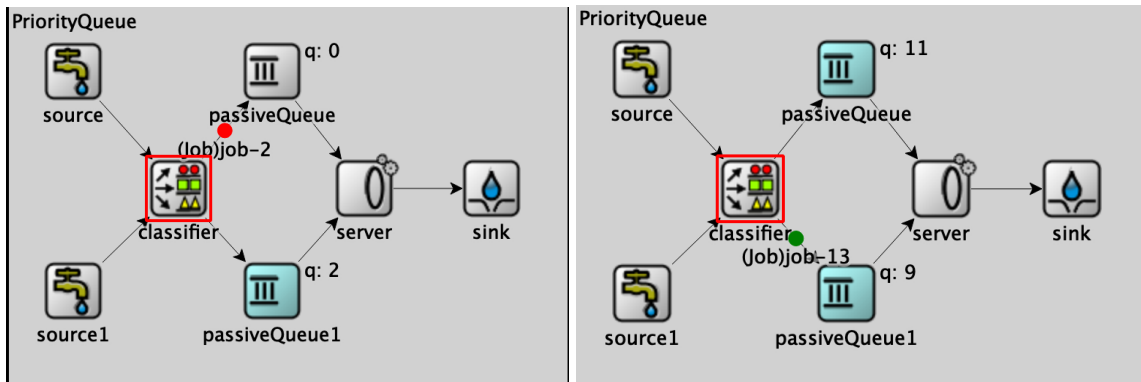 PriorityQueue
q: 0
source
passiveQueue
(Job)job-2
classifier
server
sink
q: 2
source1
passiveQueue1
PriorityQueue
q: 11
source
passiveQueue
classifier
server
sink
(Job)job-13
q: 9
source1
passiveQueue1